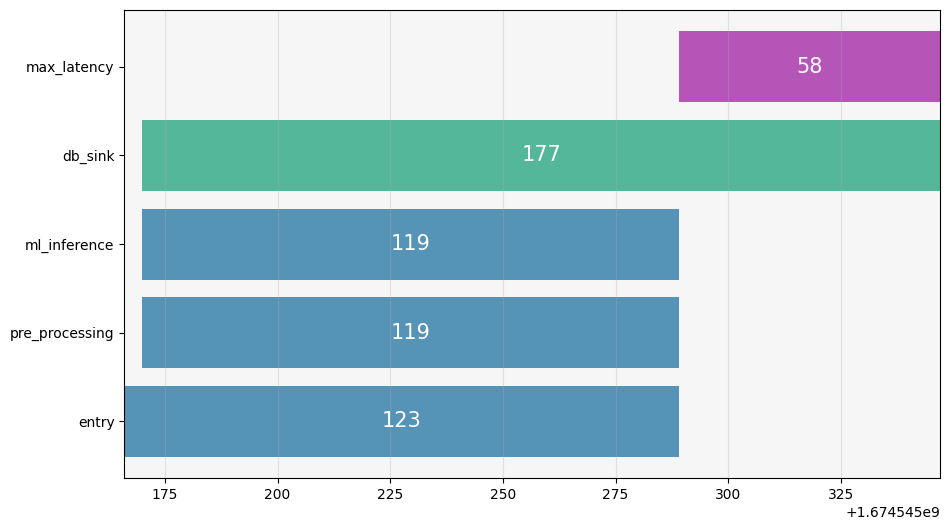 max_latency
58
db_sink
177
ml_inference
119
pre_processing
119
entry
123
175 200 225 250 275 300 325
+1.674545e9